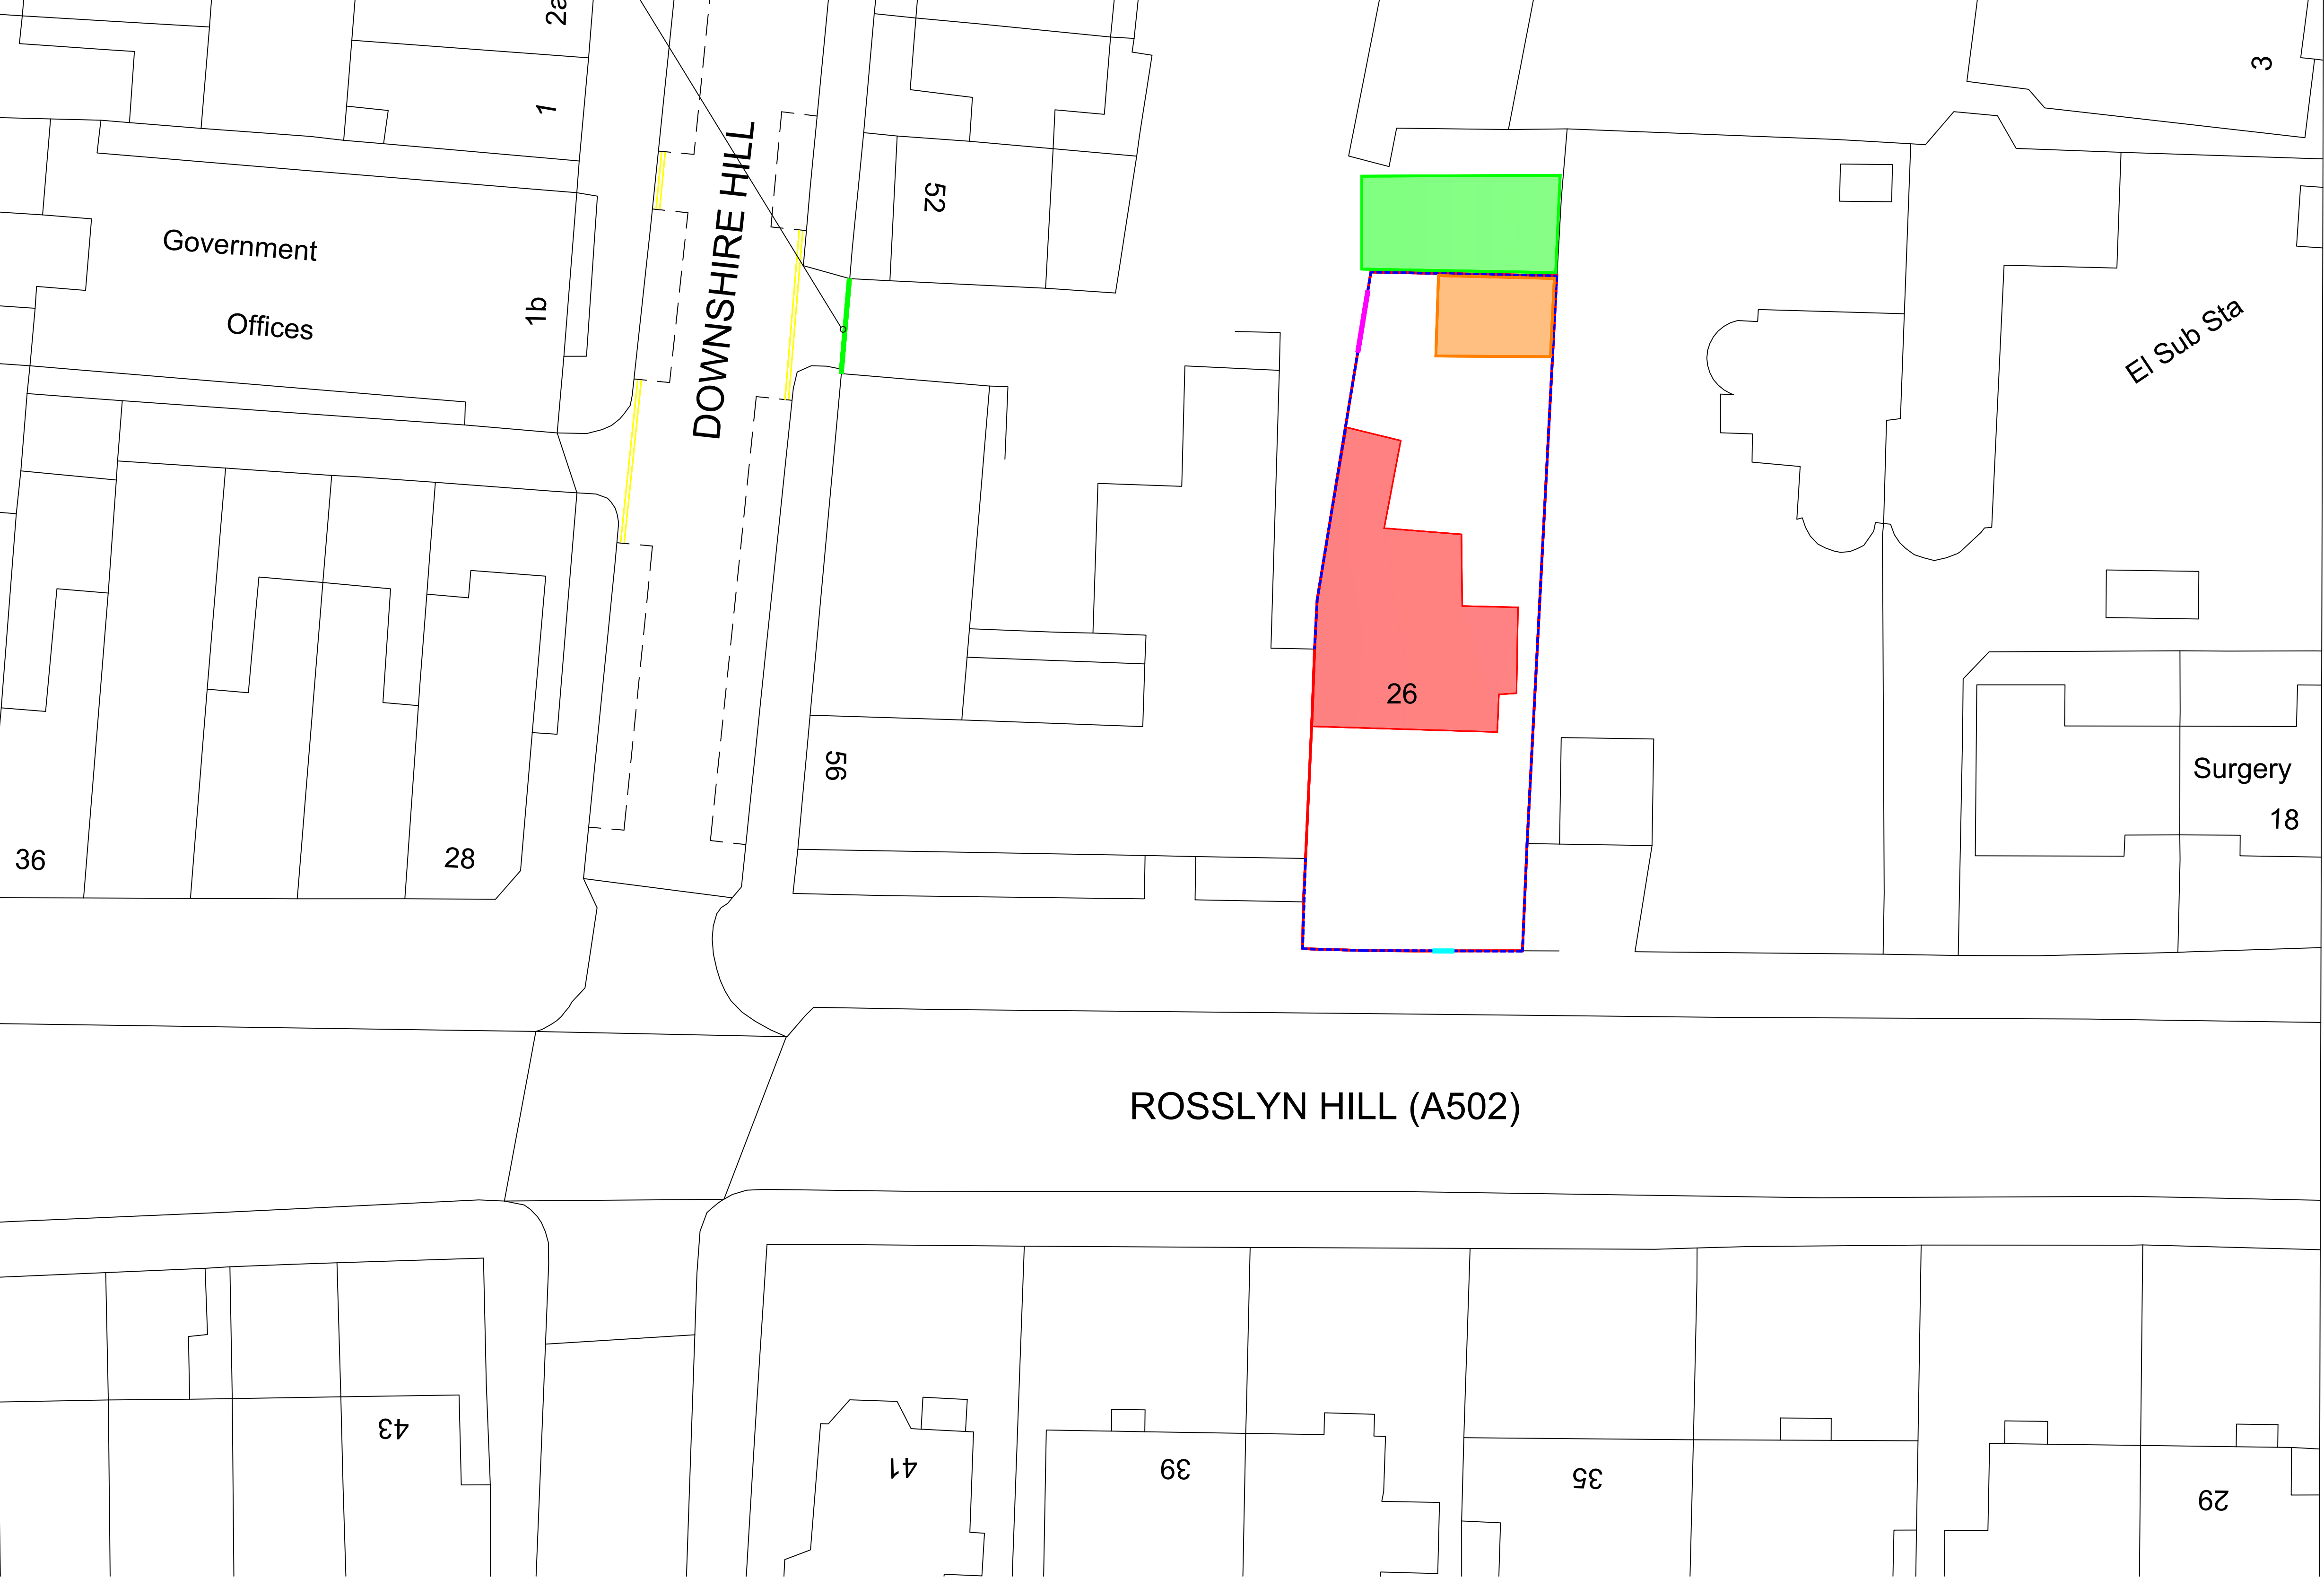 2a
3
1
52
Government
Offices
1b
DOWNSHIRE HILL
El Sub Sta
26
56
Surgery
18
36
28
ROSSLYN HILL (A502)
43
41
39
35
29